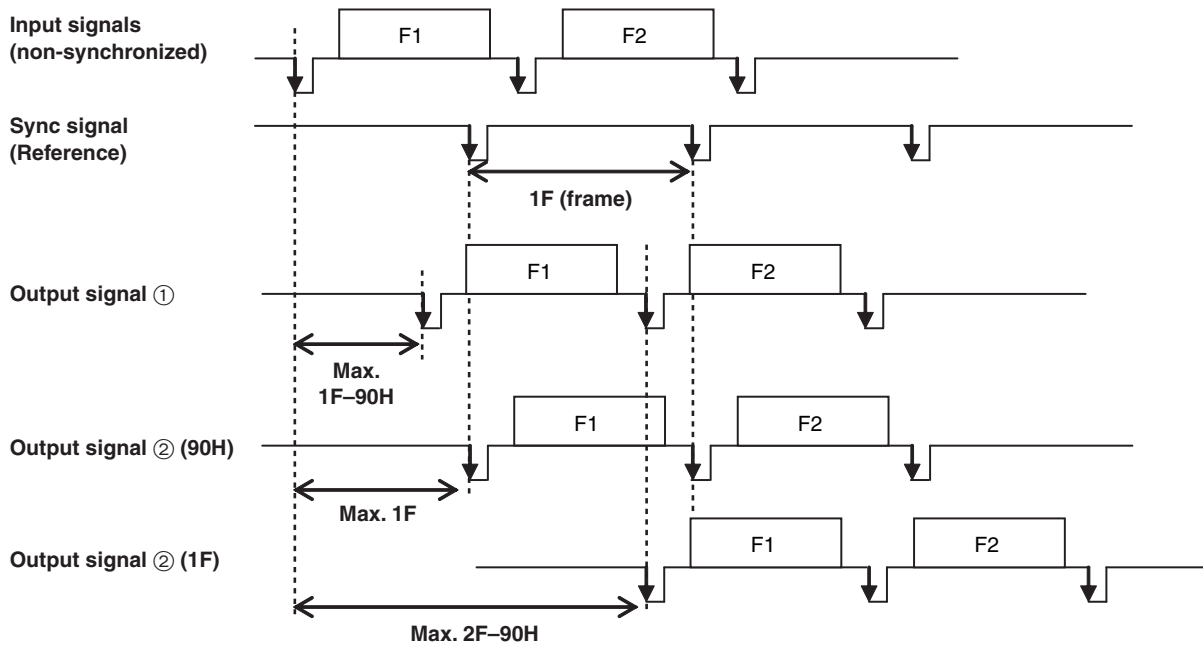 Input signals
(non-synchronized)
F1
F2
Sync signal
(Reference)
1F (frame)
Output signal ①
F1
F2
Max.
1F–90H
Output signal ② (90H)
F1
F2
Max. 1F
Output signal ② (1F)
F1
F2
Max. 2F–90H